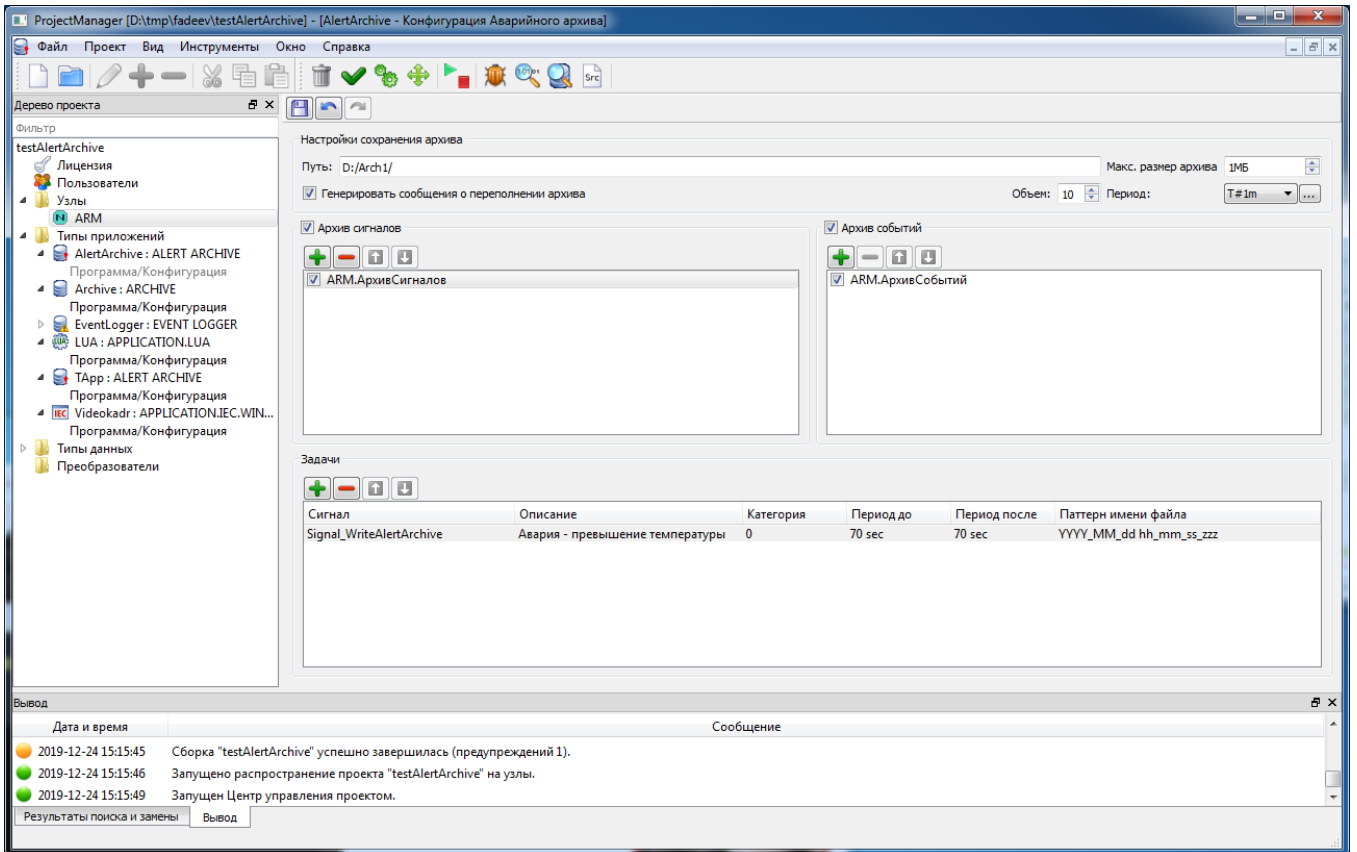 ProjectManager [D:\tmp\fadeev\testAlertArchive] - [AlertArchive - Конфигурация Аварийного архива]
Файл Проект Вид Инструменты Окно Справка
Src
Дерево проекта
Фильтр
testAlertArchive
Лицензия
Пользователи
Узлы
ARM
Типы приложений
AlertArchive : ALERT ARCHIVE
Программа/Конфигурация
Archive : ARCHIVE
Программа/Конфигурация
EventLogger : EVENT LOGGER
LUA : APPLICATION.LUA
Программа/Конфигурация
TApp : ALERT ARCHIVE
Программа/Конфигурация
Videokadr : APPLICATION.IEC.WIN...
Программа/Конфигурация
Типы данных
Преобразователи
Настройки сохранения архива
Путь: D:/Arch1/ Макс. размер архива 1МБ
Генерировать сообщения о переполнении архива Объем: 10 Период: T#1m ...
Архив сигналов
ARM.АрхивСигналов
Архив событий
ARM.АрхивСобытий
Задачи
Сигнал Описание Категория Период до Период после Паттерн имени файла
Signal_WriteAlertArchive Авария - превышение температуры 0 70 sec 70 sec YYYY_MM_dd hh_mm_ss_zzz
Вывод
Дата и время Сообщение
2019-12-24 15:15:45 Сборка "testAlertArchive" успешно завершилась (предупреждений 1).
2019-12-24 15:15:46 Запущено распространение проекта "testAlertArchive" на узлы.
2019-12-24 15:15:49 Запущен Центр управления проектом.
Результаты поиска и замены Вывод